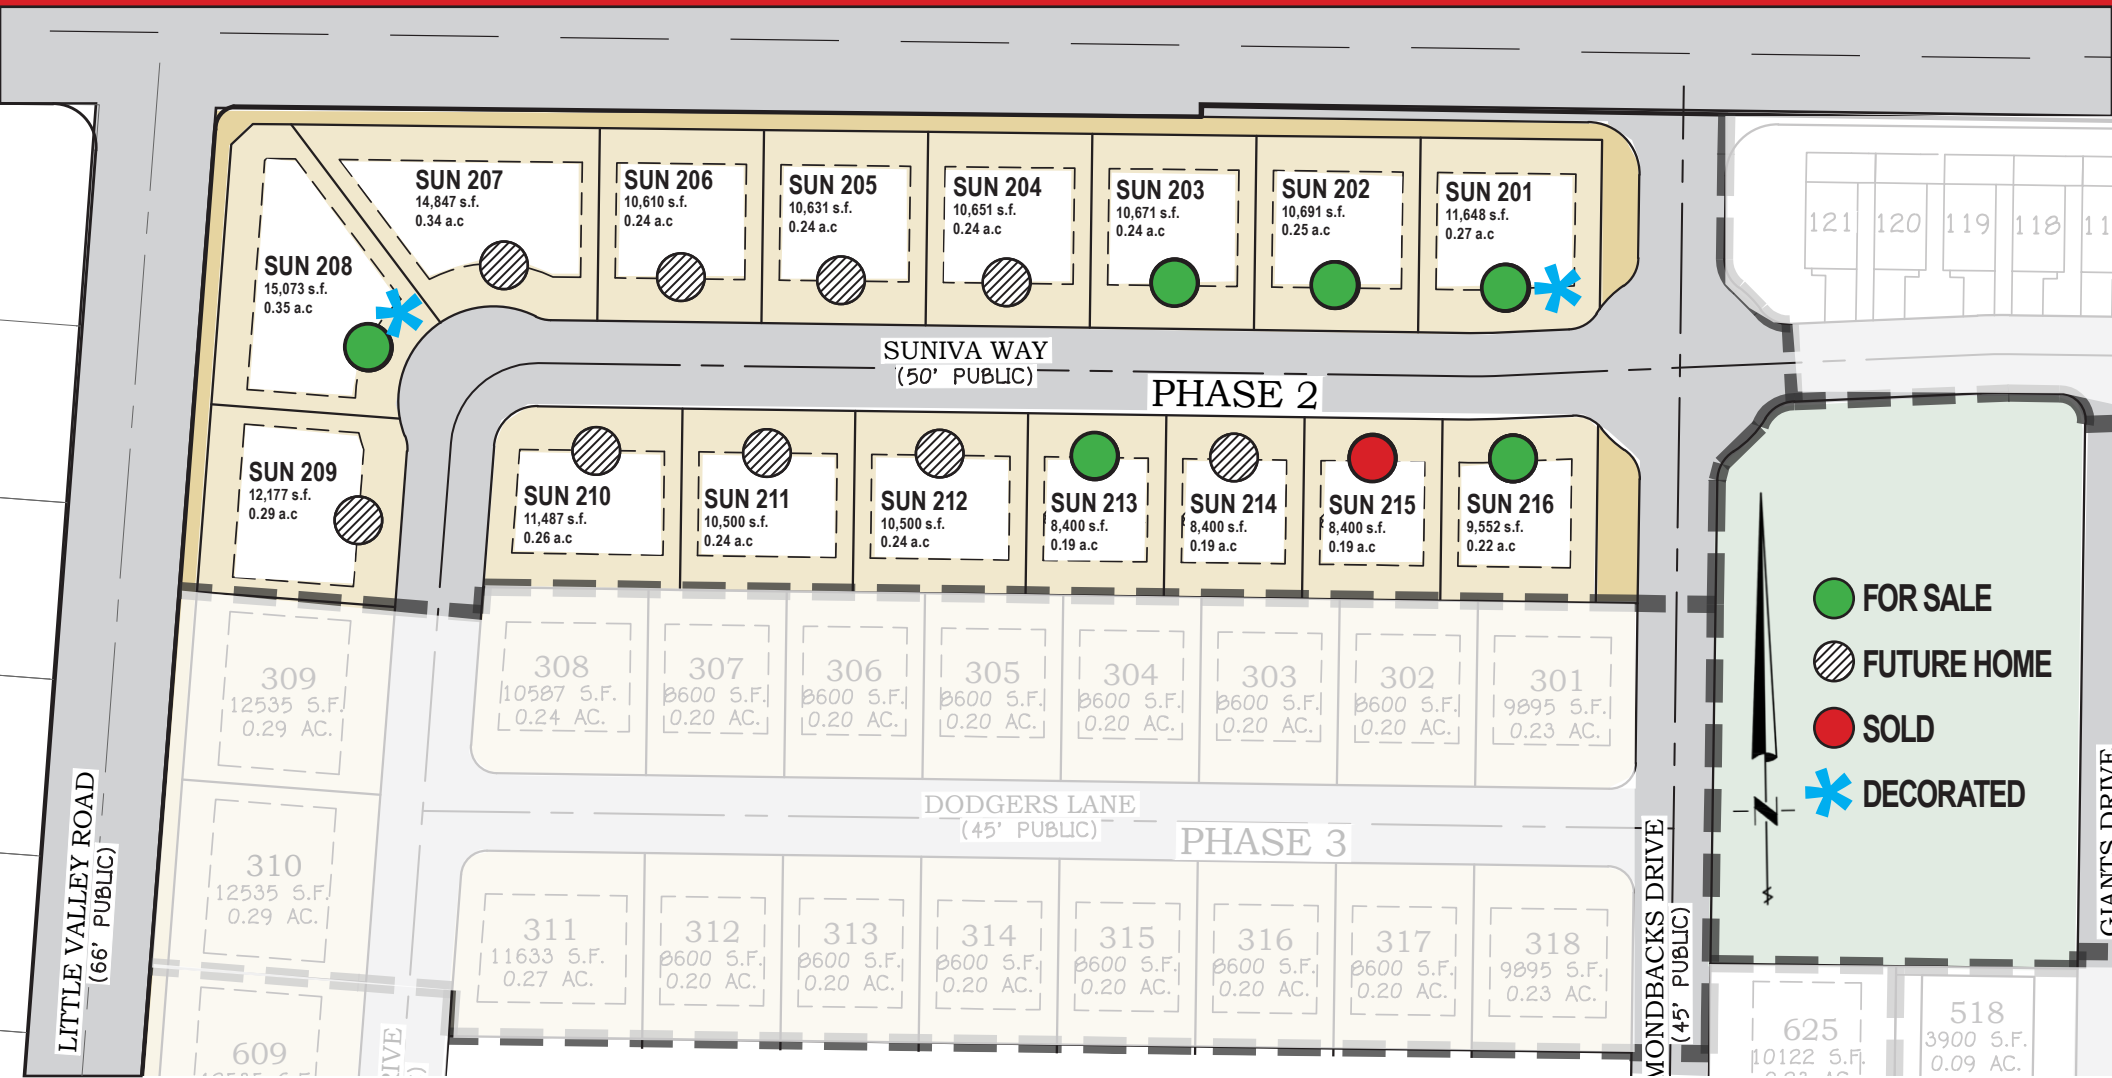 SUN 207
14,847 s.f.
0.34 a.c
SUN 206
10,610 s.f.
0.24 a.c
SUN 205
10,631 s.f.
0.24 a.c
SUN 204
10,651 s.f.
0.24 a.c
SUN 203
10,671 s.f.
0.24 a.c
SUN 202
10,691 s.f.
0.25 a.c
SUN 201
11,648 s.f.
0.27 a.c
121
120
119
118
SUN 208
15,073 s.f.
0.35 a.c
SUNIVA WAY
(50' PUBLIC)
PHASE 2
SUN 209
12,177 s.f.
0.29 a.c
SUN 210
11,487 s.f.
0.26 a.c
SUN 211
10,500 s.f.
0.24 a.c
SUN 212
10,500 s.f.
0.24 a.c
SUN 213
8,400 s.f.
0.19 a.c
SUN 214
8,400 s.f.
0.19 a.c
SUN 215
8,400 s.f.
0.19 a.c
SUN 216
9,552 s.f.
0.22 a.c
FOR SALE
FUTURE HOME
SOLD
DECORATED
N
309
12535 S.F.
0.29 AC.
308
10587 S.F.
0.24 AC.
307
8600 S.F.
0.20 AC.
306
8600 S.F.
0.20 AC.
305
8600 S.F.
0.20 AC.
304
8600 S.F.
0.20 AC.
303
8600 S.F.
0.20 AC.
302
8600 S.F.
0.20 AC.
301
9895 S.F.
0.23 AC.
DODGERS LANE
(45' PUBLIC)
PHASE 3
310
12535 S.F.
0.29 AC.
311
11633 S.F.
0.27 AC.
312
8600 S.F.
0.20 AC.
313
8600 S.F.
0.20 AC.
314
8600 S.F.
0.20 AC.
315
8600 S.F.
0.20 AC.
316
8600 S.F.
0.20 AC.
317
8600 S.F.
0.20 AC.
318
9895 S.F.
0.23 AC.
LITTLE VALLEY ROAD
(66' PUBLIC)
MONDBACKS DRIVE
(45' PUBLIC)
GIANTS DRIVE
609
RIVE
625
10122 S.F.
518
3900 S.F.
0.09 AC.